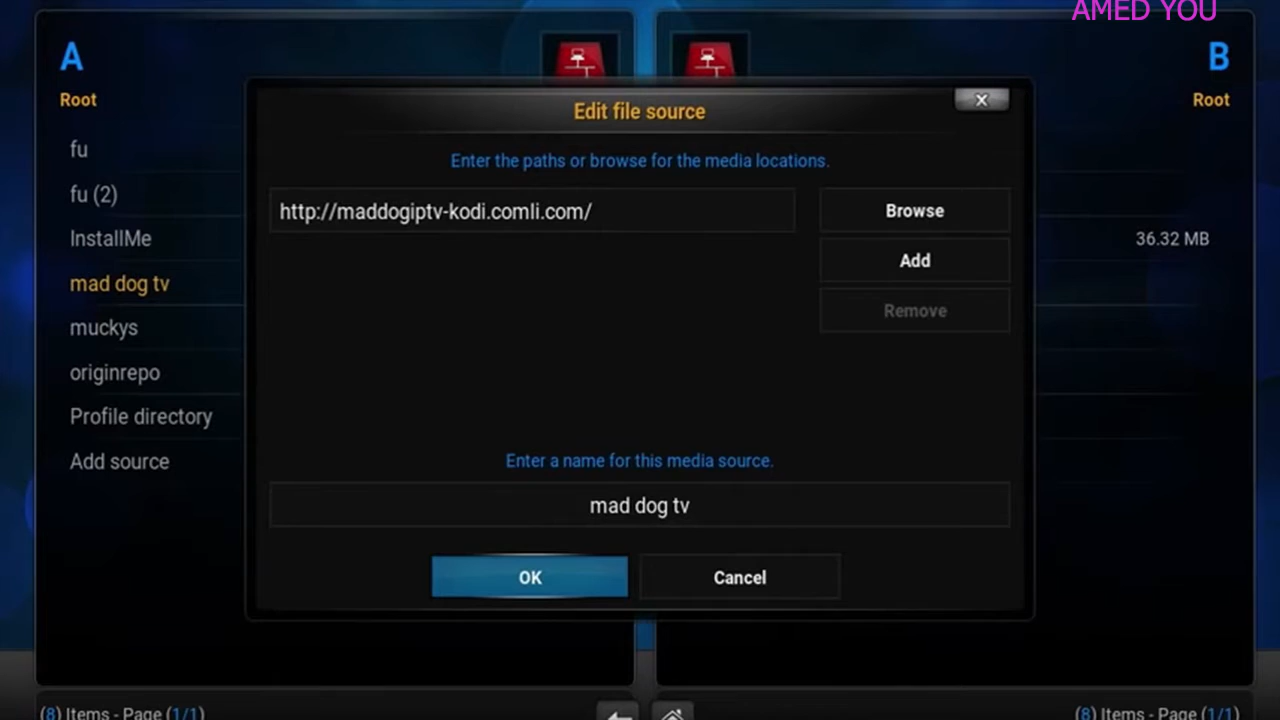 AMED YOU
A
B
Root
Root
Edit file source
X
Enter the paths or browse for the media locations.
http://maddogiptv-kodi.comli.com/
Browse
Add
Remove
fu
fu (2)
InstallMe
36.32 MB
mad dog tv
muckys
originrepo
Profile directory
Add source
Enter a name for this media source.
mad dog tv
OK
Cancel
(8) Items - Page (1/1)
(8) Items - Page (1/1)